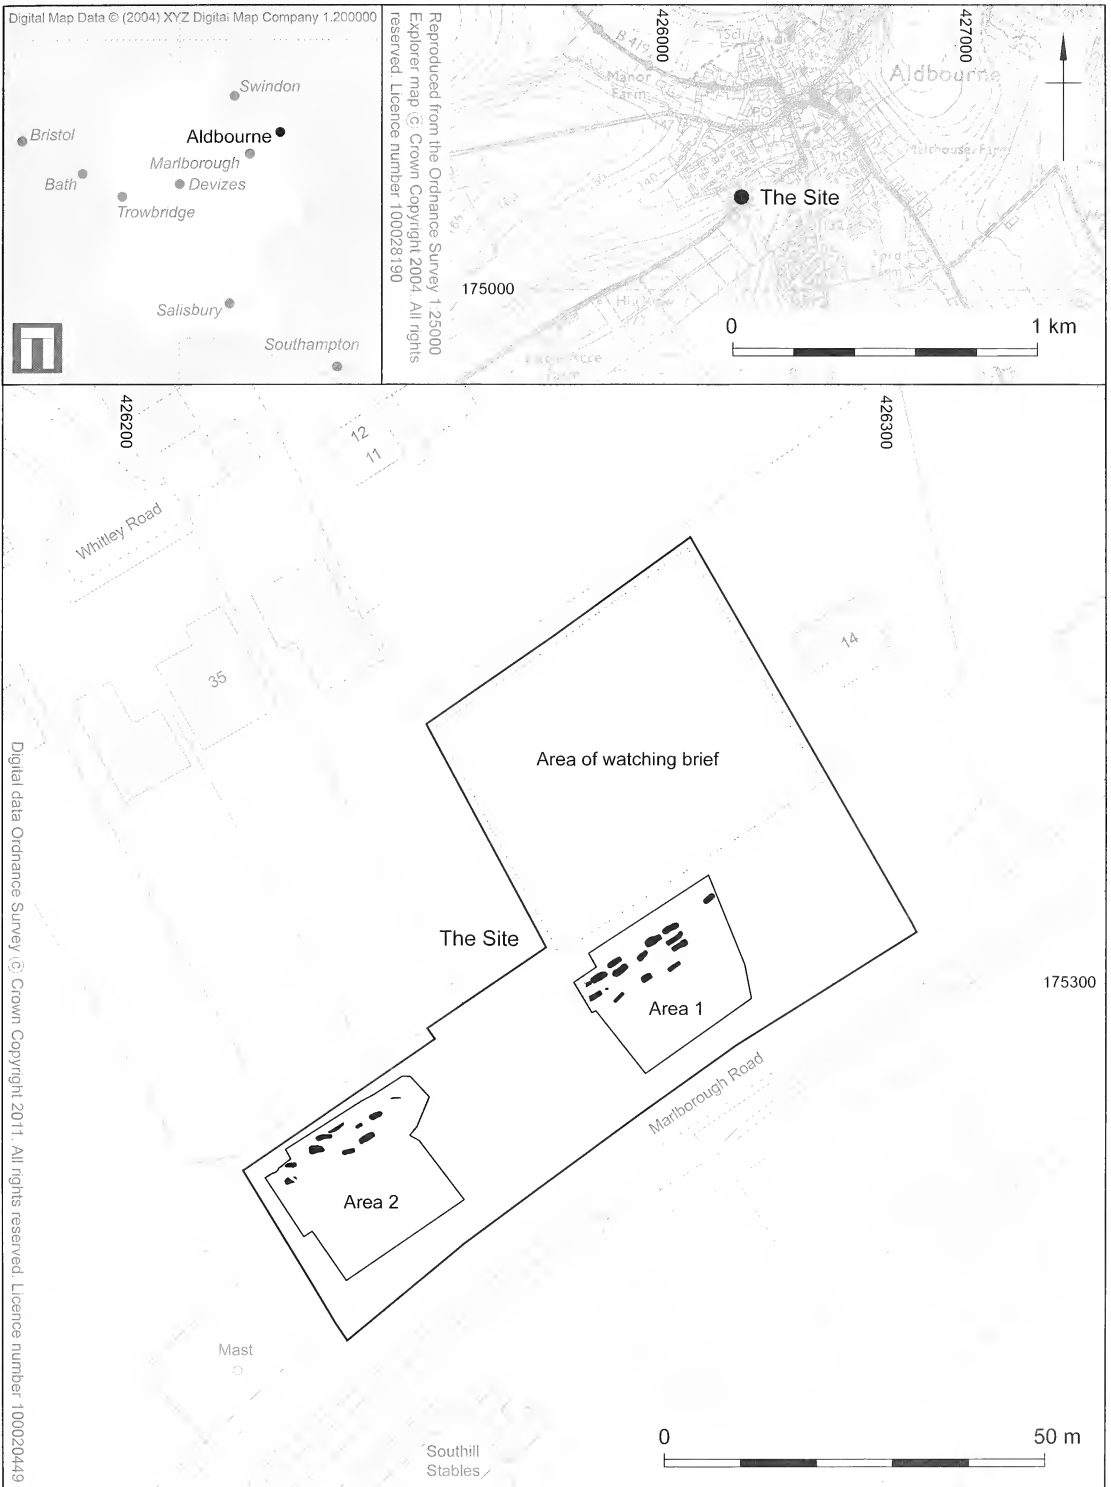 Digital Map Data © (2004) XYZ Digital Map Company 1.200000
Swindon
Bristol
Aldbourne
Marlborough
Bath
Devizes
Trowbridge
Salisbury
Southampton
Reproduced from the Ordnance Survey 1:25000
Explorer map © Crown Copyright 2004. All rights
reserved. Licence number 100028190
426000
427000
B 419
Manor
Farm
PO
Aldbourne
The Site
175000
0
1 km
426200
426300
12
11
Whitley Road
35
14
Area of watching brief
The Site
175300
Area 1
Marlborough Road
Area 2
Mast
Southill
Stables
0
50 m
Digital data Ordnance Survey © Crown Copyright 2011. All rights reserved. Licence number 100020449